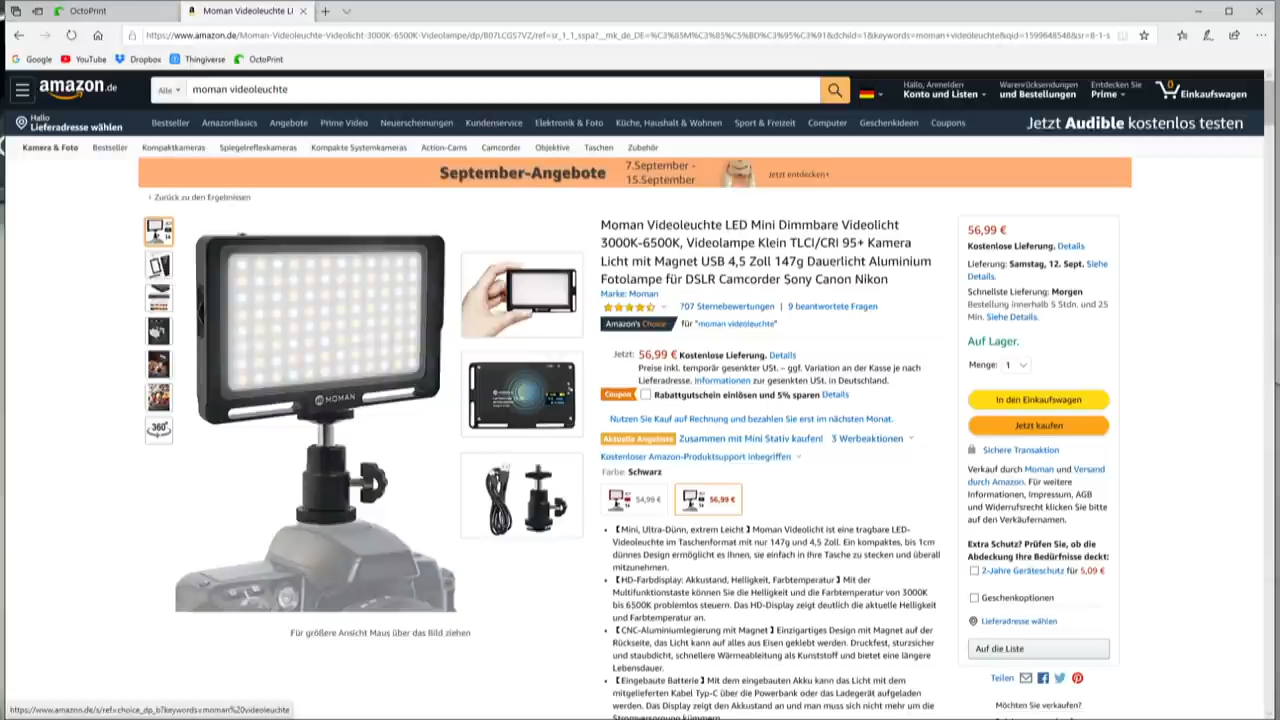 OctoPrint
Moman Videoleuchte LI
Google
YouTube
Dropbox
Thingiverse
OctoPrint
amazon.de
Alle
moman videoleuchte
Hallo, Anmelden
Konto und Listen
Warenrücksendungen
und Bestellungen
Entdecken Sie
Prime
0
Einkaufswagen
Hallo
Lieferadresse wählen
Bestseller
AmazonBasics
Angebote
Prime Video
Neuerscheinungen
Kundenservice
Elektronik & Foto
Küche, Haushalt & Wohnen
Sport & Freizeit
Computer
Geschenkideen
Coupons
Jetzt Audible kostenlos testen
Kamera & Foto
Bestseller
Kompaktkameras
Spiegelreflexkameras
Kompakte Systemkameras
Action-Cams
Camcorder
Objektive
Taschen
Zubehör
September-Angebote
7.September -
15.September
Jetzt entdecken
‹ Zurück zu den Ergebnissen
360°
MOMAN
Für größere Ansicht Maus über das Bild ziehen
Moman Videoleuchte LED Mini Dimmbare Videolicht
3000K-6500K, Videolampe Klein TLCI/CRI 95+ Kamera
Licht mit Magnet USB 4,5 Zoll 147g Dauerlicht Aluminium
Fotolampe für DSLR Camcorder Sony Canon Nikon
Marke: Moman
707 Sternebewertungen | 9 beantwortete Fragen
Amazon's Choice für "moman videoleuchte"
Jetzt: 56,99 € Kostenlose Lieferung. Details
Preise inkl. temporär gesenkter USt. – ggf. Variation an der Kasse je nach
Lieferadresse. Informationen zur gesenkten USt. in Deutschland.
Coupon Rabattgutschein einlösen und 5% sparen Details
Nutzen Sie Kauf auf Rechnung und bezahlen Sie erst im nächsten Monat.
Aktuelle Angebote Zusammen mit Mini Stativ kaufen! 3 Werbeaktionen
Kostenloser Amazon-Produktsupport inbegriffen
Farbe: Schwarz
54,99 €
56,99 €
• 【Mini, Ultra-Dünn, extrem Leicht】Moman Videolicht ist eine tragbare LED-
Videoleuchte im Taschenformat mit nur 147g und 4,5 Zoll. Ein kompaktes, bis 1cm
dünnes Design ermöglicht es Ihnen, sie einfach in Ihre Tasche zu stecken und überall
mitzunehmen.
• 【HD-Farbdisplay: Akkustand, Helligkeit, Farbtemperatur】Mit der
Multifunktionstaste können Sie die Helligkeit und die Farbtemperatur von 3000K
bis 6500K problemlos steuern. Das HD-Display zeigt deutlich die aktuelle Helligkeit
und Farbtemperatur an.
• 【CNC-Aluminiumlegierung mit Magnet】Einzigartiges Design mit Magnet auf der
Rückseite, das Licht kann auf alles aus Eisen geklebt werden. Druckfest, sturzsicher
und staubdicht, schnellere Wärmeableitung als Kunststoff und bietet eine längere
Lebensdauer.
• 【Eingebaute Batterie】Mit dem eingebauten Akku kann das Licht mit dem
mitgelieferten Kabel Typ-C über die Powerbank oder das Ladegerät aufgeladen
werden. Das Display zeigt den Akkustand an und man muss sich nicht mehr um die
Stromversorgung kümmern.
56,99 €
Kostenlose Lieferung. Details
Lieferung: Samstag, 12. Sept. Siehe
Details.
Schnellste Lieferung: Morgen
Bestellung innerhalb 5 Stdn. und 25
Min. Siehe Details.
Auf Lager.
Menge: 1
In den Einkaufswagen
Jetzt kaufen
Sichere Transaktion
Verkauf durch Moman und Versand
durch Amazon. Für weitere
Informationen, Impressum, AGB
und Widerrufsrecht klicken Sie bitte
auf den Verkäufernamen.
Extra Schutz? Prüfen Sie, ob die
Abdeckung Ihre Bedürfnisse deckt:
2-Jahre Geräteschutz für 5,09 €
Geschenkoptionen
Lieferadresse wählen
Auf die Liste
Teilen
Möchten Sie verkaufen?
https://www.amazon.de/s/ref=choice_dp_b?keywords=moman%20videoleuchte